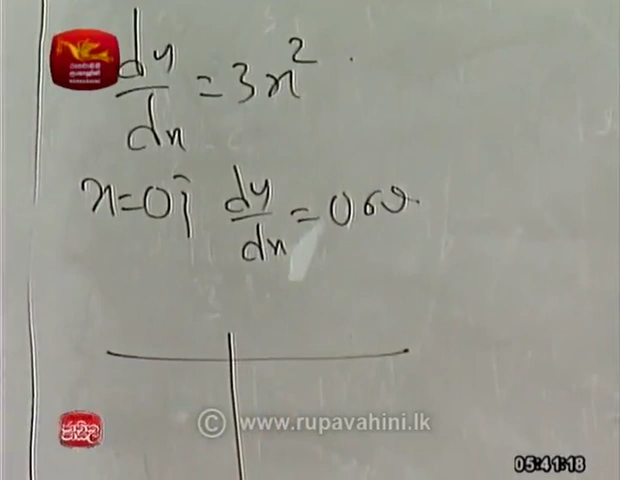 dy/dx = 3x²
x=0 දී dy/dx = 0 වේ.
© www.rupavahini.lk
05:41:18